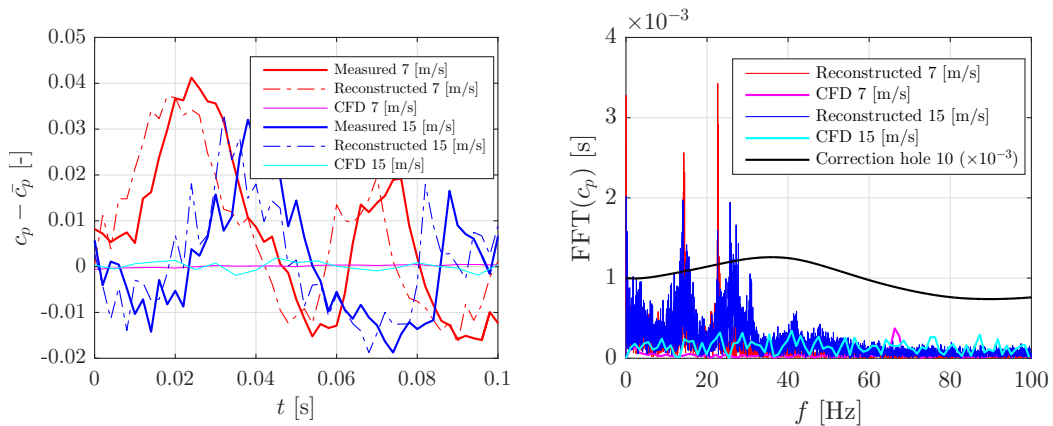 0.05
0.04
0.03
0.02
0.01
0
-0.01
-0.02
0
0.02
0.04
0.06
0.08
0.1
t [s]
c_p − c̄_p [-]
Measured 7 [m/s]
Reconstructed 7 [m/s]
CFD 7 [m/s]
Measured 15 [m/s]
Reconstructed 15 [m/s]
CFD 15 [m/s]
×10⁻³
4
3
2
1
0
0
20
40
60
80
100
f [Hz]
FFT(c_p) [s]
Reconstructed 7 [m/s]
CFD 7 [m/s]
Reconstructed 15 [m/s]
CFD 15 [m/s]
Correction hole 10 (×10⁻³)